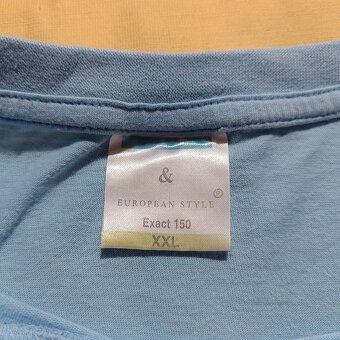 &
EUROPEAN STYLE ®
Exact 150
XXL